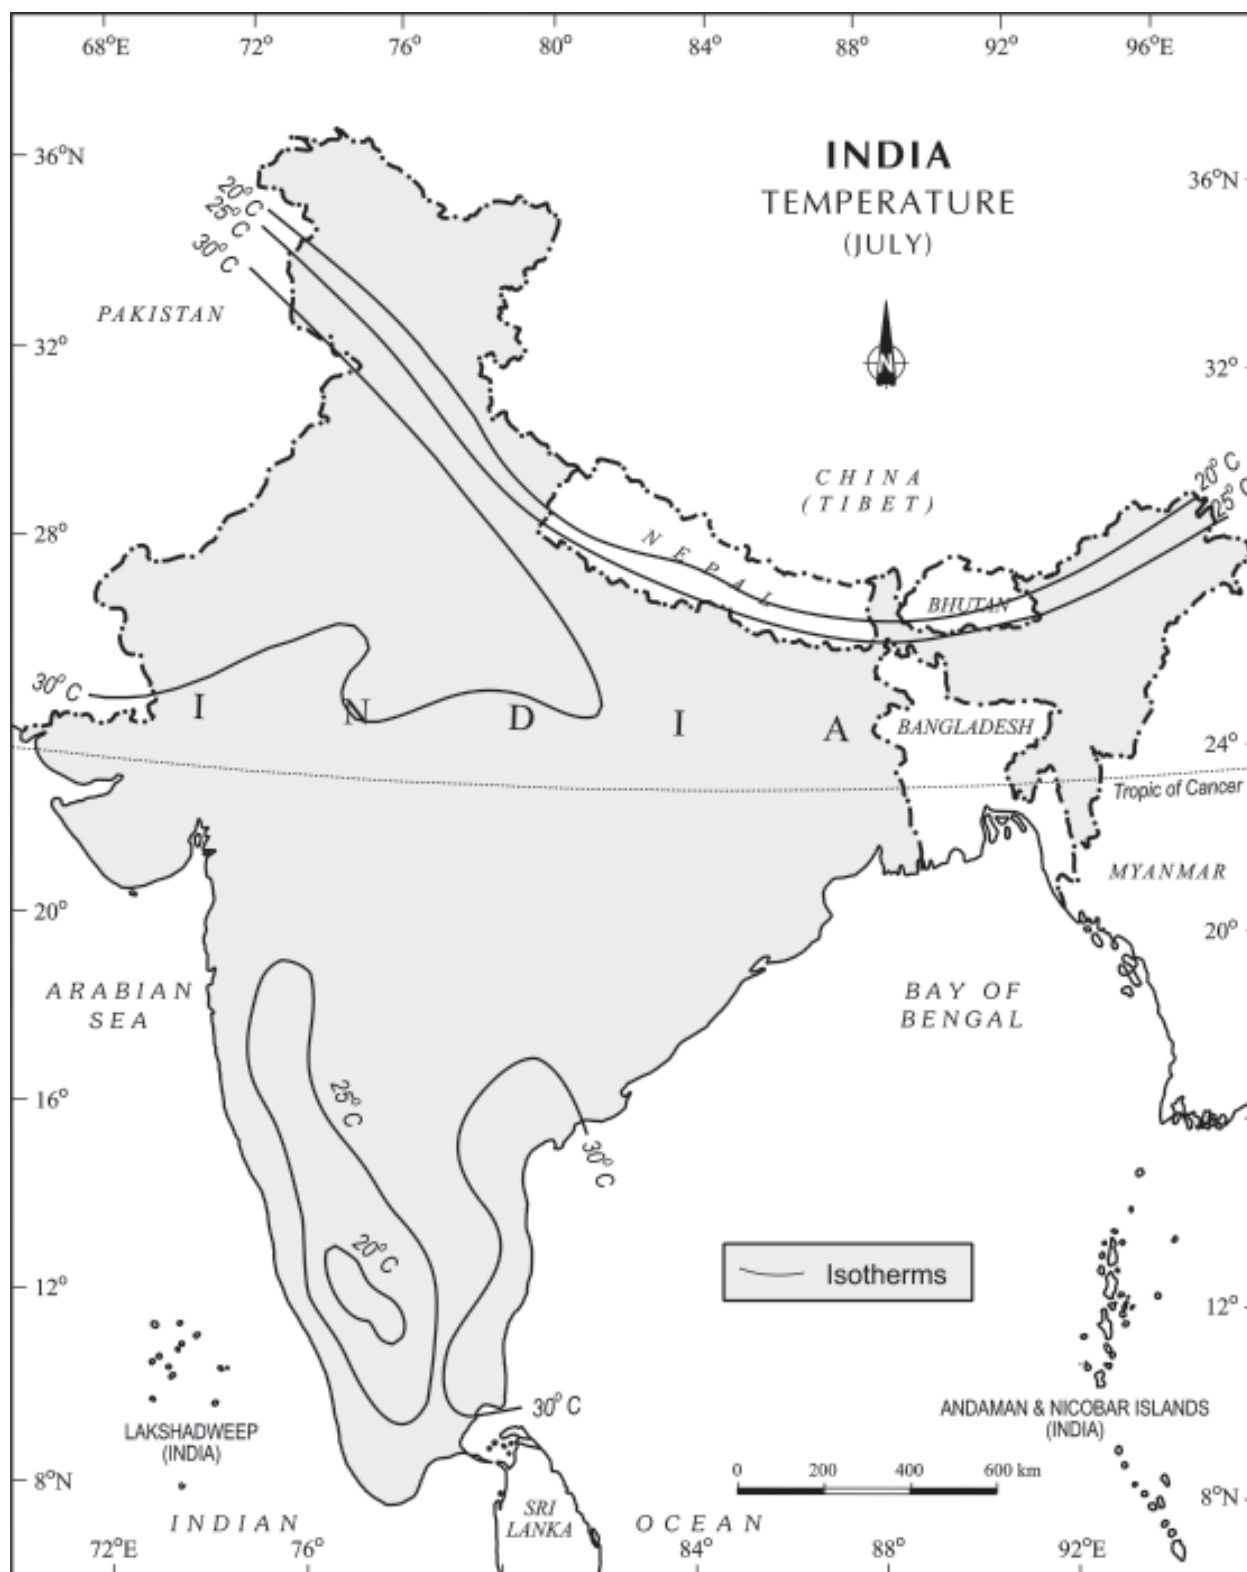 68°E 72° 76° 80° 84° 88° 92° 96°E
INDIA
TEMPERATURE
(JULY)
36°N
36°N
20° C
25° C
30° C
PAKISTAN
N
32°
32°
CHINA
(TIBET)
20° C
25° C
28°
28°
NEPAL
BHUTAN
30° C
I N D I A
BANGLADESH
24°
Tropic of Cancer
MYANMAR
20°
20°
ARABIAN
SEA
BAY OF
BENGAL
16°
25° C
30° C
20° C
Isotherms
12°
12°
30° C
LAKSHADWEEP
(INDIA)
ANDAMAN & NICOBAR ISLANDS
(INDIA)
0 200 400 600 km
8°N
8°N
SRI
LANKA
INDIAN OCEAN
72°E 76° 84° 88° 92°E